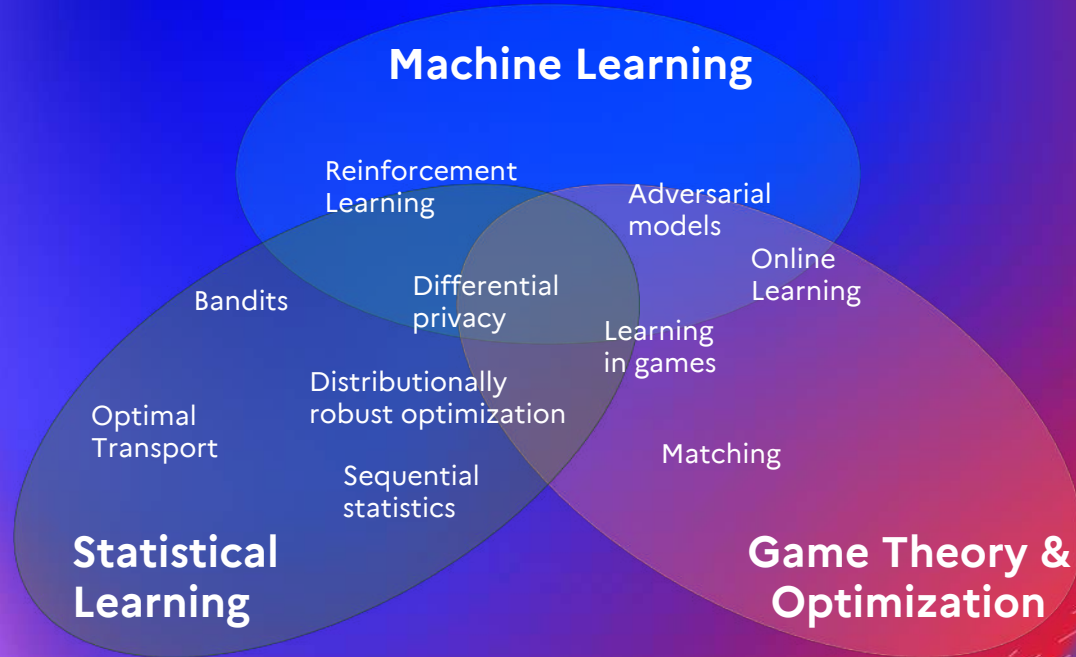 Machine Learning
Reinforcement
Learning
Adversarial
models
Online
Learning
Bandits
Differential
privacy
Learning
in games
Distributionally
robust optimization
Optimal
Transport
Matching
Sequential
statistics
Statistical
Learning
Game Theory &
Optimization